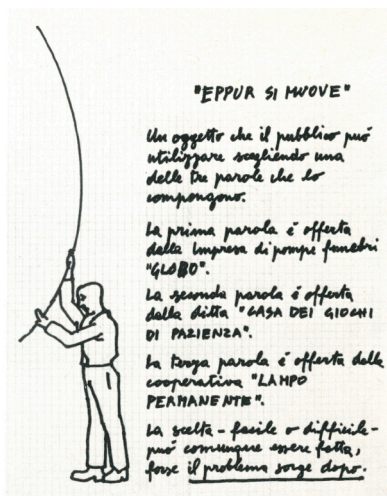 "EPPUR SI MUOVE"
Un oggetto che il pubblico può
utilizzare scegliendo una
delle tre parole che lo
compongono.
La prima parola è offerta
dalla Impresa di pompe funebri
"GLOBO".
La seconda parola è offerta
dalla ditta "CASA DEI GIOCHI
DI PAZIENZA".
La terza parola è offerta dalla
cooperativa "LAMPO
PERMANENTE".
La scelta - facile o difficile -
può comunque essere fatta,
forse il problema sorge dopo.